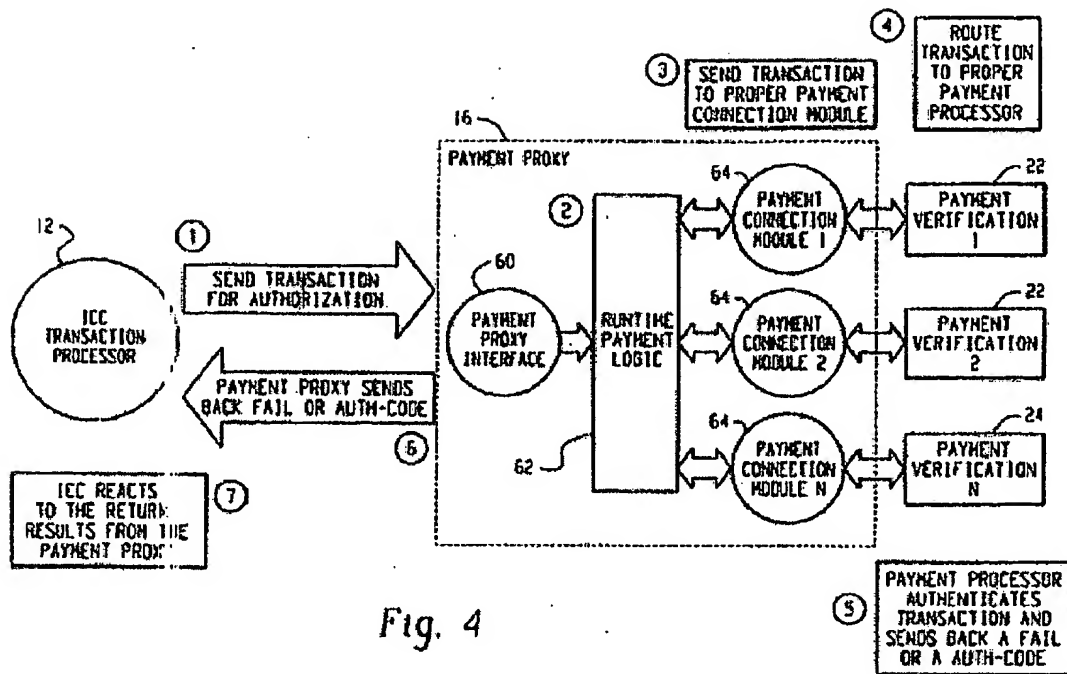 4
ROUTE
TRANSACTION
TO PROPER
PAYMENT
PROCESSOR
3
SEND TRANSACTION
TO PROPER PAYMENT
CONNECTION MODULE
16
PAYMENT PROXY
12
ICC
TRANSACTION
PROCESSOR
1
SEND TRANSACTION
FOR AUTHORIZATION
60
PAYMENT
PROXY
INTERFACE
2
RUNTIME
PAYMENT
LOGIC
62
64
PAYMENT
CONNECTION
MODULE 1
22
PAYMENT
VERIFICATION
1
64
PAYMENT
CONNECTION
MODULE 2
22
PAYMENT
VERIFICATION
2
64
PAYMENT
CONNECTION
MODULE N
24
PAYMENT
VERIFICATION
N
PAYMENT PROXY SENDS
BACK FAIL OR AUTH-CODE
6
7
ICC REACTS
TO THE RETURN
RESULTS FROM THE
PAYMENT PROXY
5
PAYMENT PROCESSOR
AUTHENTICATES
TRANSACTION AND
SENDS BACK A FAIL
OR A AUTH-CODE
Fig. 4